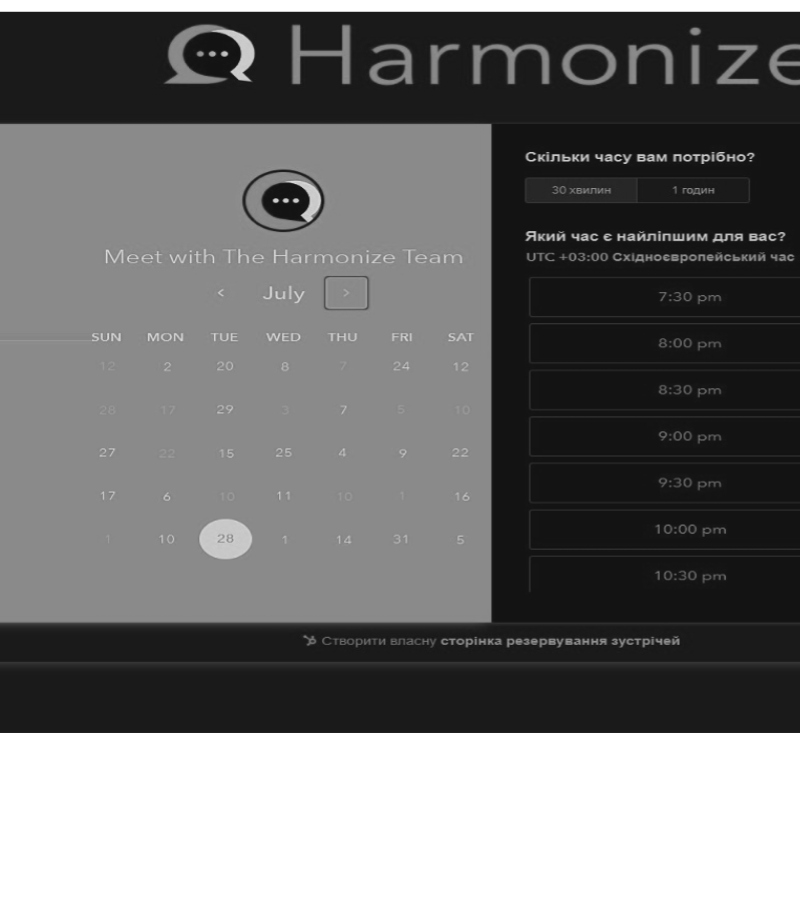 Harmonize
Meet with The Harmonize Team
< July >
SUN MON TUE WED THU FRI SAT
12 2 20 8 7 24 12
26 17 29 3 7 5 10
27 22 15 25 4 9 22
17 6 10 11 10 1 16
1 10 28 1 14 31 5
Скільки часу вам потрібно?
30 хвилин 1 годин
Який час є найліпшим для вас?
UTC +03:00 Східноєвропейський час
7:30 pm
8:00 pm
8:30 pm
9:00 pm
9:30 pm
10:00 pm
10:30 pm
Створити власну сторінка резервування зустрічей